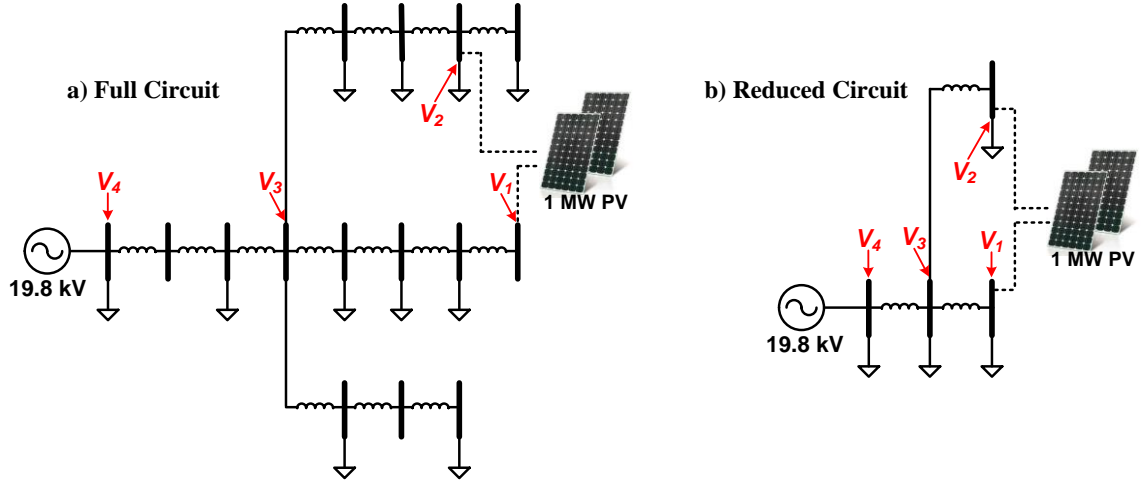 a) Full Circuit
V2
V4
V3
V1
1 MW PV
19.8 kV
b) Reduced Circuit
V2
V4
V3
V1
1 MW PV
19.8 kV